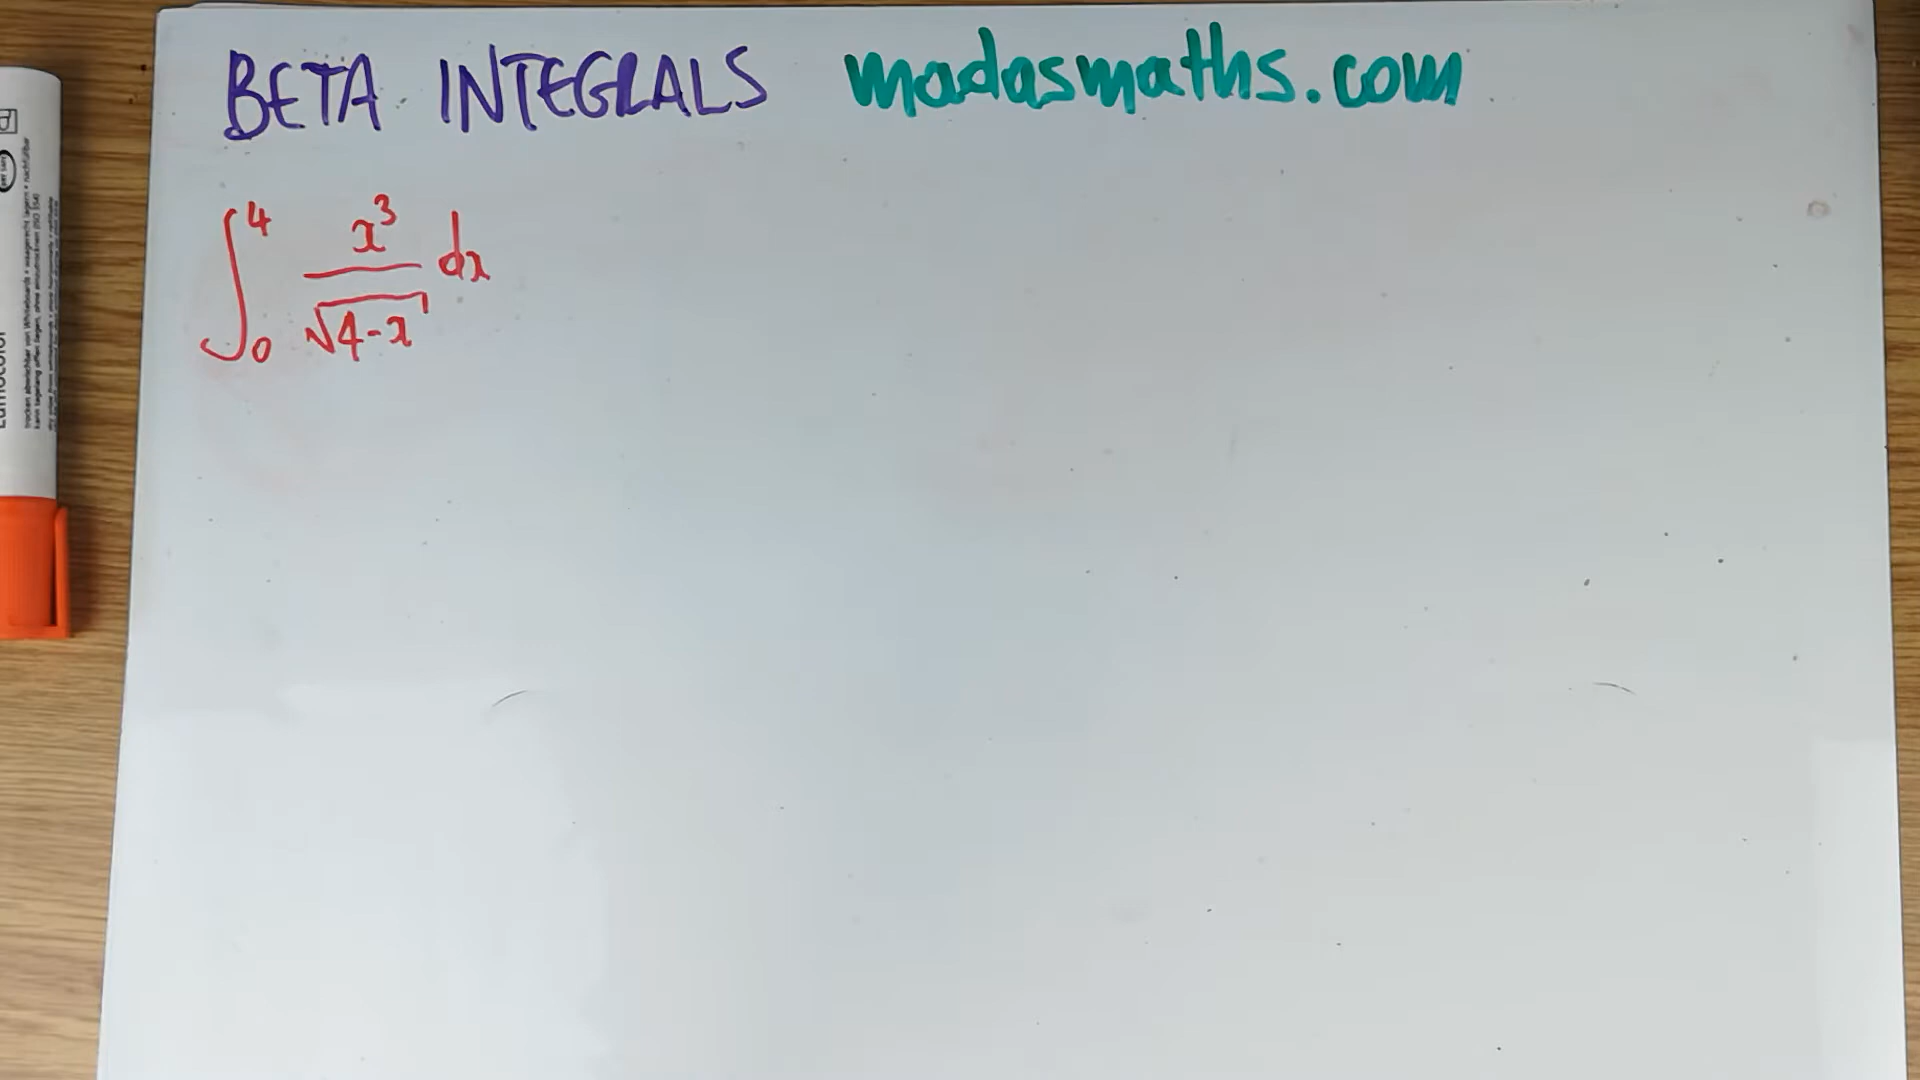 BETA INTEGRALS madasmaths.com
∫₀⁴ x³/√(4-x) dx